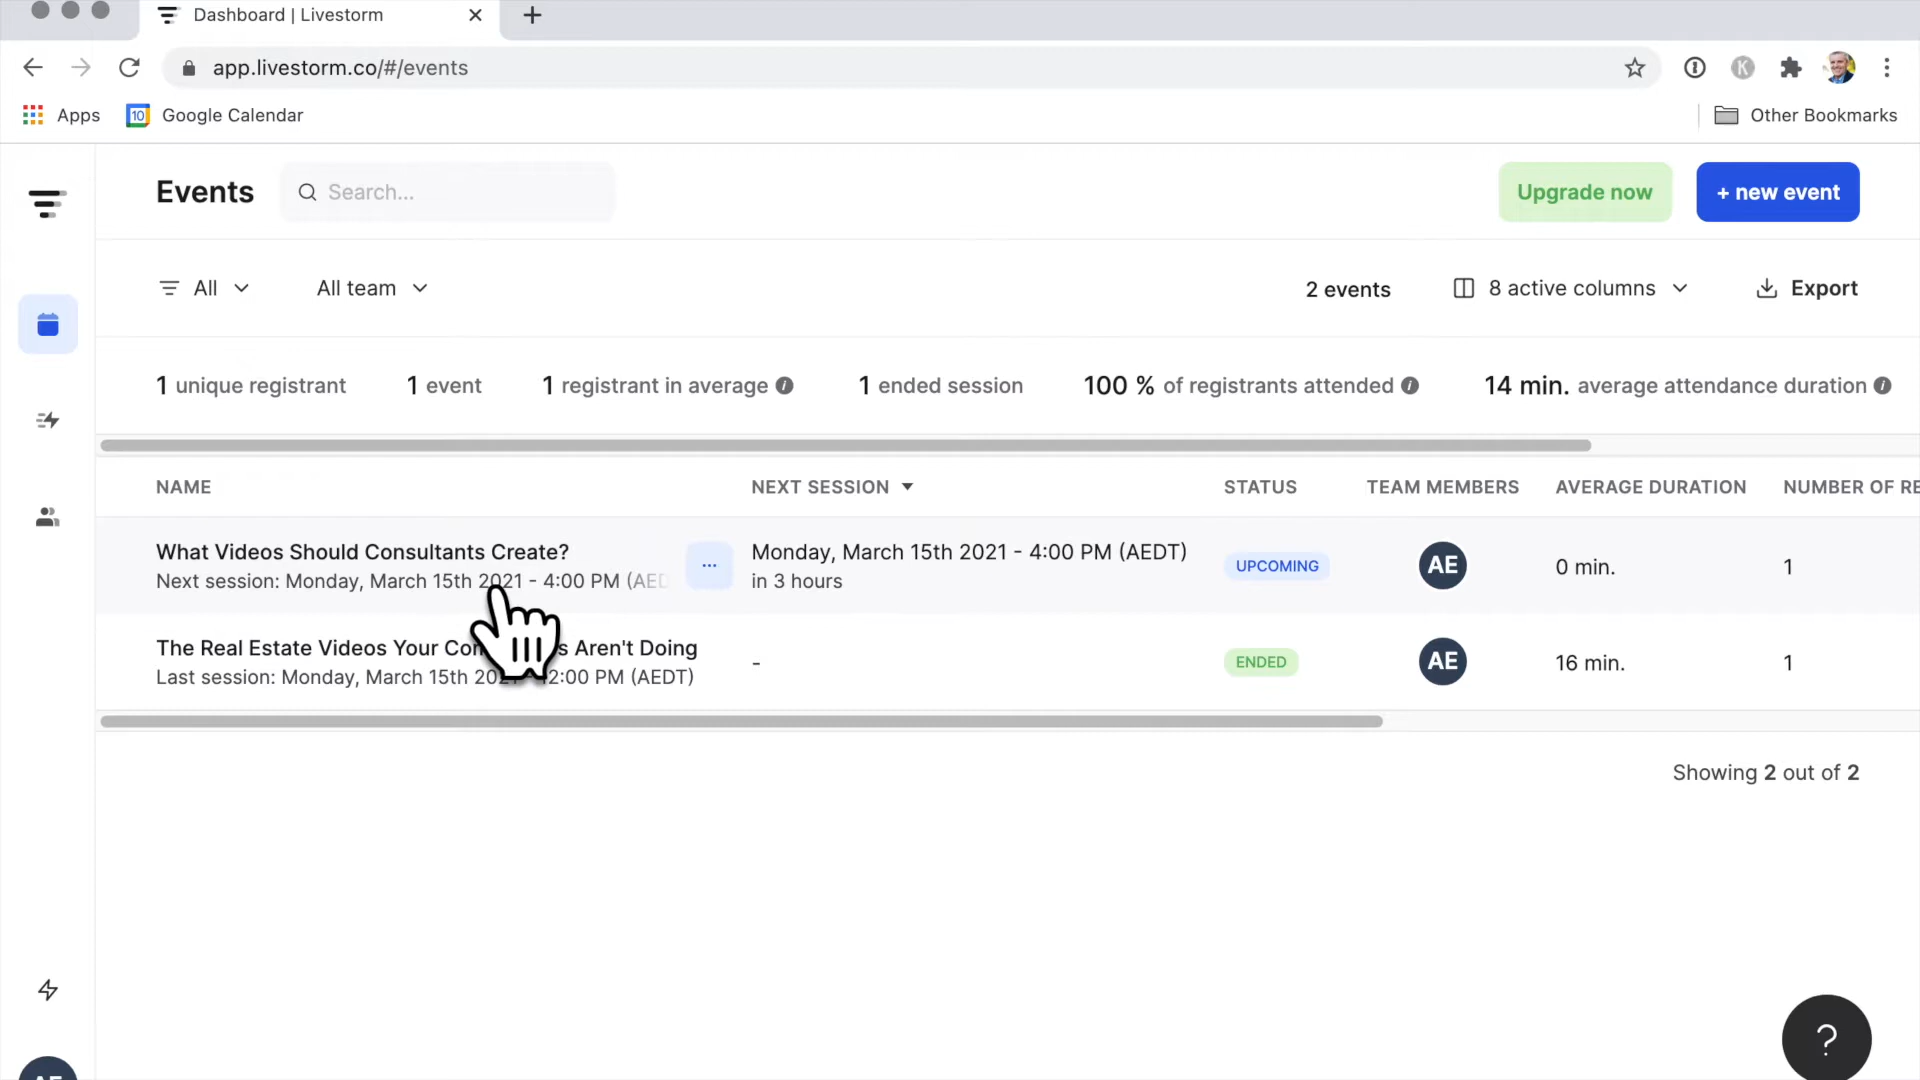 Dashboard | Livestorm
app.livestorm.co/#/events
K
Apps
10
Google Calendar
Other Bookmarks
Events
Search...
Upgrade now
+ new event
All
All team
2 events
8 active columns
Export
1 unique registrant
1 event
1 registrant in average
1 ended session
100 % of registrants attended
14 min. average attendance duration
NAME
NEXT SESSION
STATUS
TEAM MEMBERS
AVERAGE DURATION
NUMBER OF RE
What Videos Should Consultants Create?
Next session: Monday, March 15th 2021 - 4:00 PM (AED
...
Monday, March 15th 2021 - 4:00 PM (AEDT)
in 3 hours
UPCOMING
AE
0 min.
1
The Real Estate Videos Your Aren't Doing
Last session: Monday, March 15th 12:00 PM (AEDT)
-
ENDED
AE
16 min.
1
Showing 2 out of 2
?